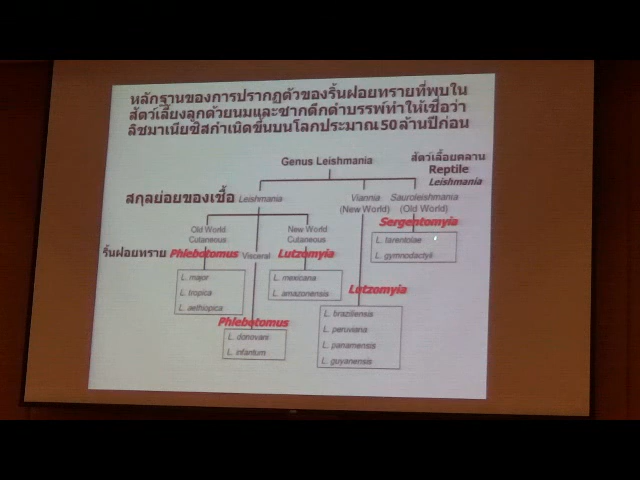 หลักฐานของการปรากฏตัวของริ้นฝอยทรายที่พบใน
สัตว์เลี้ยงลูกด้วยนมและซากดึกดำบรรพ์ทำให้เชื่อว่า
ลิชมาเนียซิสกำเนิดขึ้นบนโลกประมาณ 50 ล้านปีก่อน
Genus Leishmania
สัตว์เลื้อยคลาน
Reptile
Leishmania
สกุลย่อยของเชื้อ Leishmania
Viannia
(New World)
Sauroleishmania
(Old World)
Sergentomyia
L. tarentolae
L. gymnodactyli
Old World
Cutaneous
New World
Cutaneous
ริ้นฝอยทราย Phlebotomus Visceral Lutzomyia
L. major
L. tropica
L. aethiopica
L. mexicana
L. amazonensis
Lutzomyia
L. braziliensis
L. peruviana
L. panamensis
L. guyanensis
Phlebotomus
L. donovani
L. infantum